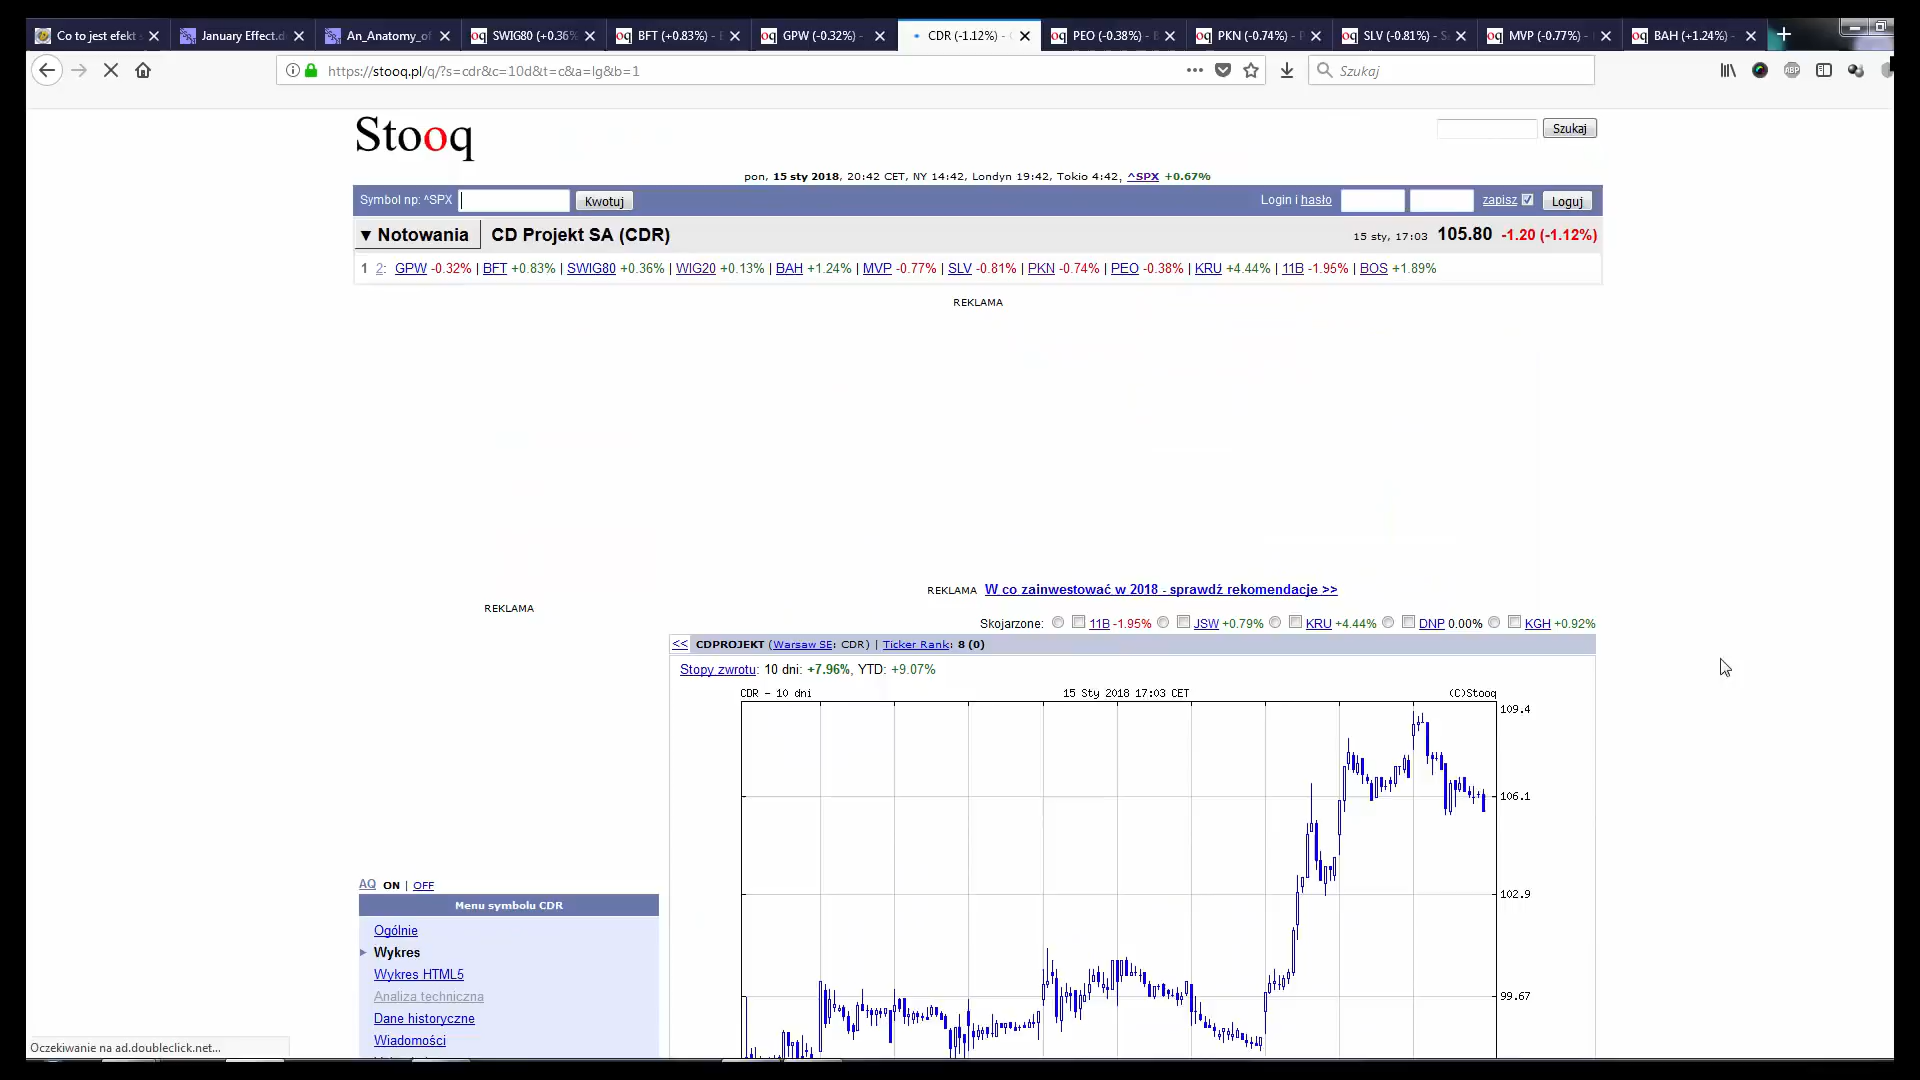 Co to jest efekt
January Effect.d
An_Anatomy_of
SWIG80 (+0.36%
BFT (+0.83%) -
GPW (-0.32%) -
CDR (-1.12%) -
PEO (-0.38%) -
PKN (-0.74%) -
SLV (-0.81%) -
MVP (-0.77%) -
BAH (+1.24%) -
https://stooq.pl/q/?s=cdr&c=10d&t=c&a=lg&b=1
Szukaj
ABP
Stooq
Szukaj
pon, 15 sty 2018, 20:42 CET, NY 14:42, Londyn 19:42, Tokio 4:42, ^SPX +0.67%
Symbol np: ^SPX Kwotuj Login i hasło zapisz Loguj
▼ Notowania CD Projekt SA (CDR) 15 sty, 17:03 105.80 -1.20 (-1.12%)
1 2: GPW -0.32% | BFT +0.83% | SWIG80 +0.36% | WIG20 +0.13% | BAH +1.24% | MVP -0.77% | SLV -0.81% | PKN -0.74% | PEO -0.38% | KRU +4.44% | 11B -1.95% | BOS +1.89%
REKLAMA
REKLAMA W co zainwestować w 2018 - sprawdź rekomendacje >>
REKLAMA
Skojarzone: 11B -1.95% JSW +0.79% KRU +4.44% DNP 0.00% KGH +0.92%
<< CDPROJEKT (Warsaw SE: CDR) | Ticker Rank: 8 (0)
Stopy zwrotu: 10 dni: +7.96%, YTD: +9.07%
CDR - 10 dni 15 Sty 2018 17:03 CET (C)Stooq
109.4
106.1
102.9
99.67
AQ ON | OFF
Menu symbolu CDR
Ogólnie
Wykres
Wykres HTML5
Analiza techniczna
Dane historyczne
Wiadomości
Oczekiwanie na ad.doubleclick.net...